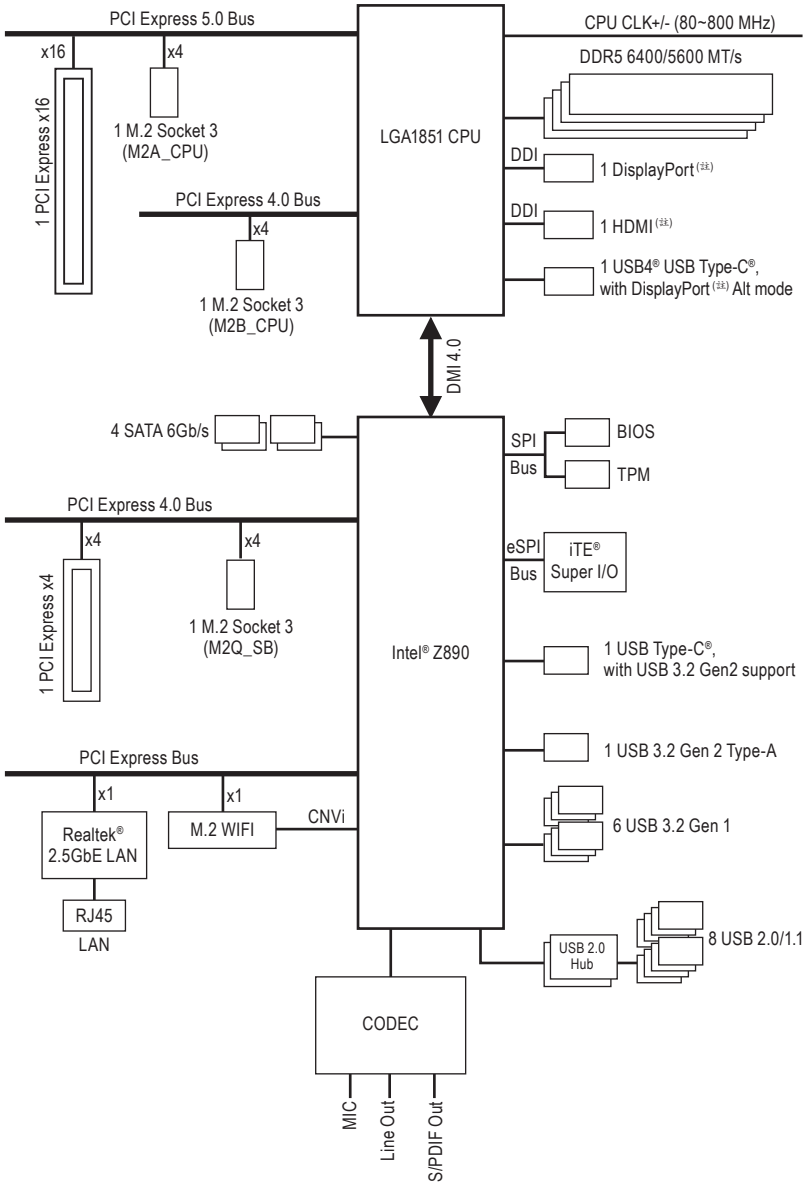 PCI Express 5.0 Bus
CPU CLK+/- (80~800 MHz)
x16
x4
DDR5 6400/5600 MT/s
1 PCI Express x16
1 M.2 Socket 3
(M2A_CPU)
LGA1851 CPU
DDI
1 DisplayPort(註)
PCI Express 4.0 Bus
x4
DDI
1 HDMI(註)
1 M.2 Socket 3
(M2B_CPU)
1 USB4® USB Type-C®,
with DisplayPort(註) Alt mode
DMI 4.0
4 SATA 6Gb/s
SPI
Bus
BIOS
TPM
PCI Express 4.0 Bus
x4
x4
eSPI
Bus
iTE®
Super I/O
1 PCI Express x4
1 M.2 Socket 3
(M2Q_SB)
Intel® Z890
1 USB Type-C®,
with USB 3.2 Gen2 support
PCI Express Bus
1 USB 3.2 Gen 2 Type-A
x1
x1
Realtek®
2.5GbE LAN
M.2 WIFI
CNVi
6 USB 3.2 Gen 1
RJ45
LAN
USB 2.0
Hub
8 USB 2.0/1.1
CODEC
MIC
Line Out
S/PDIF Out